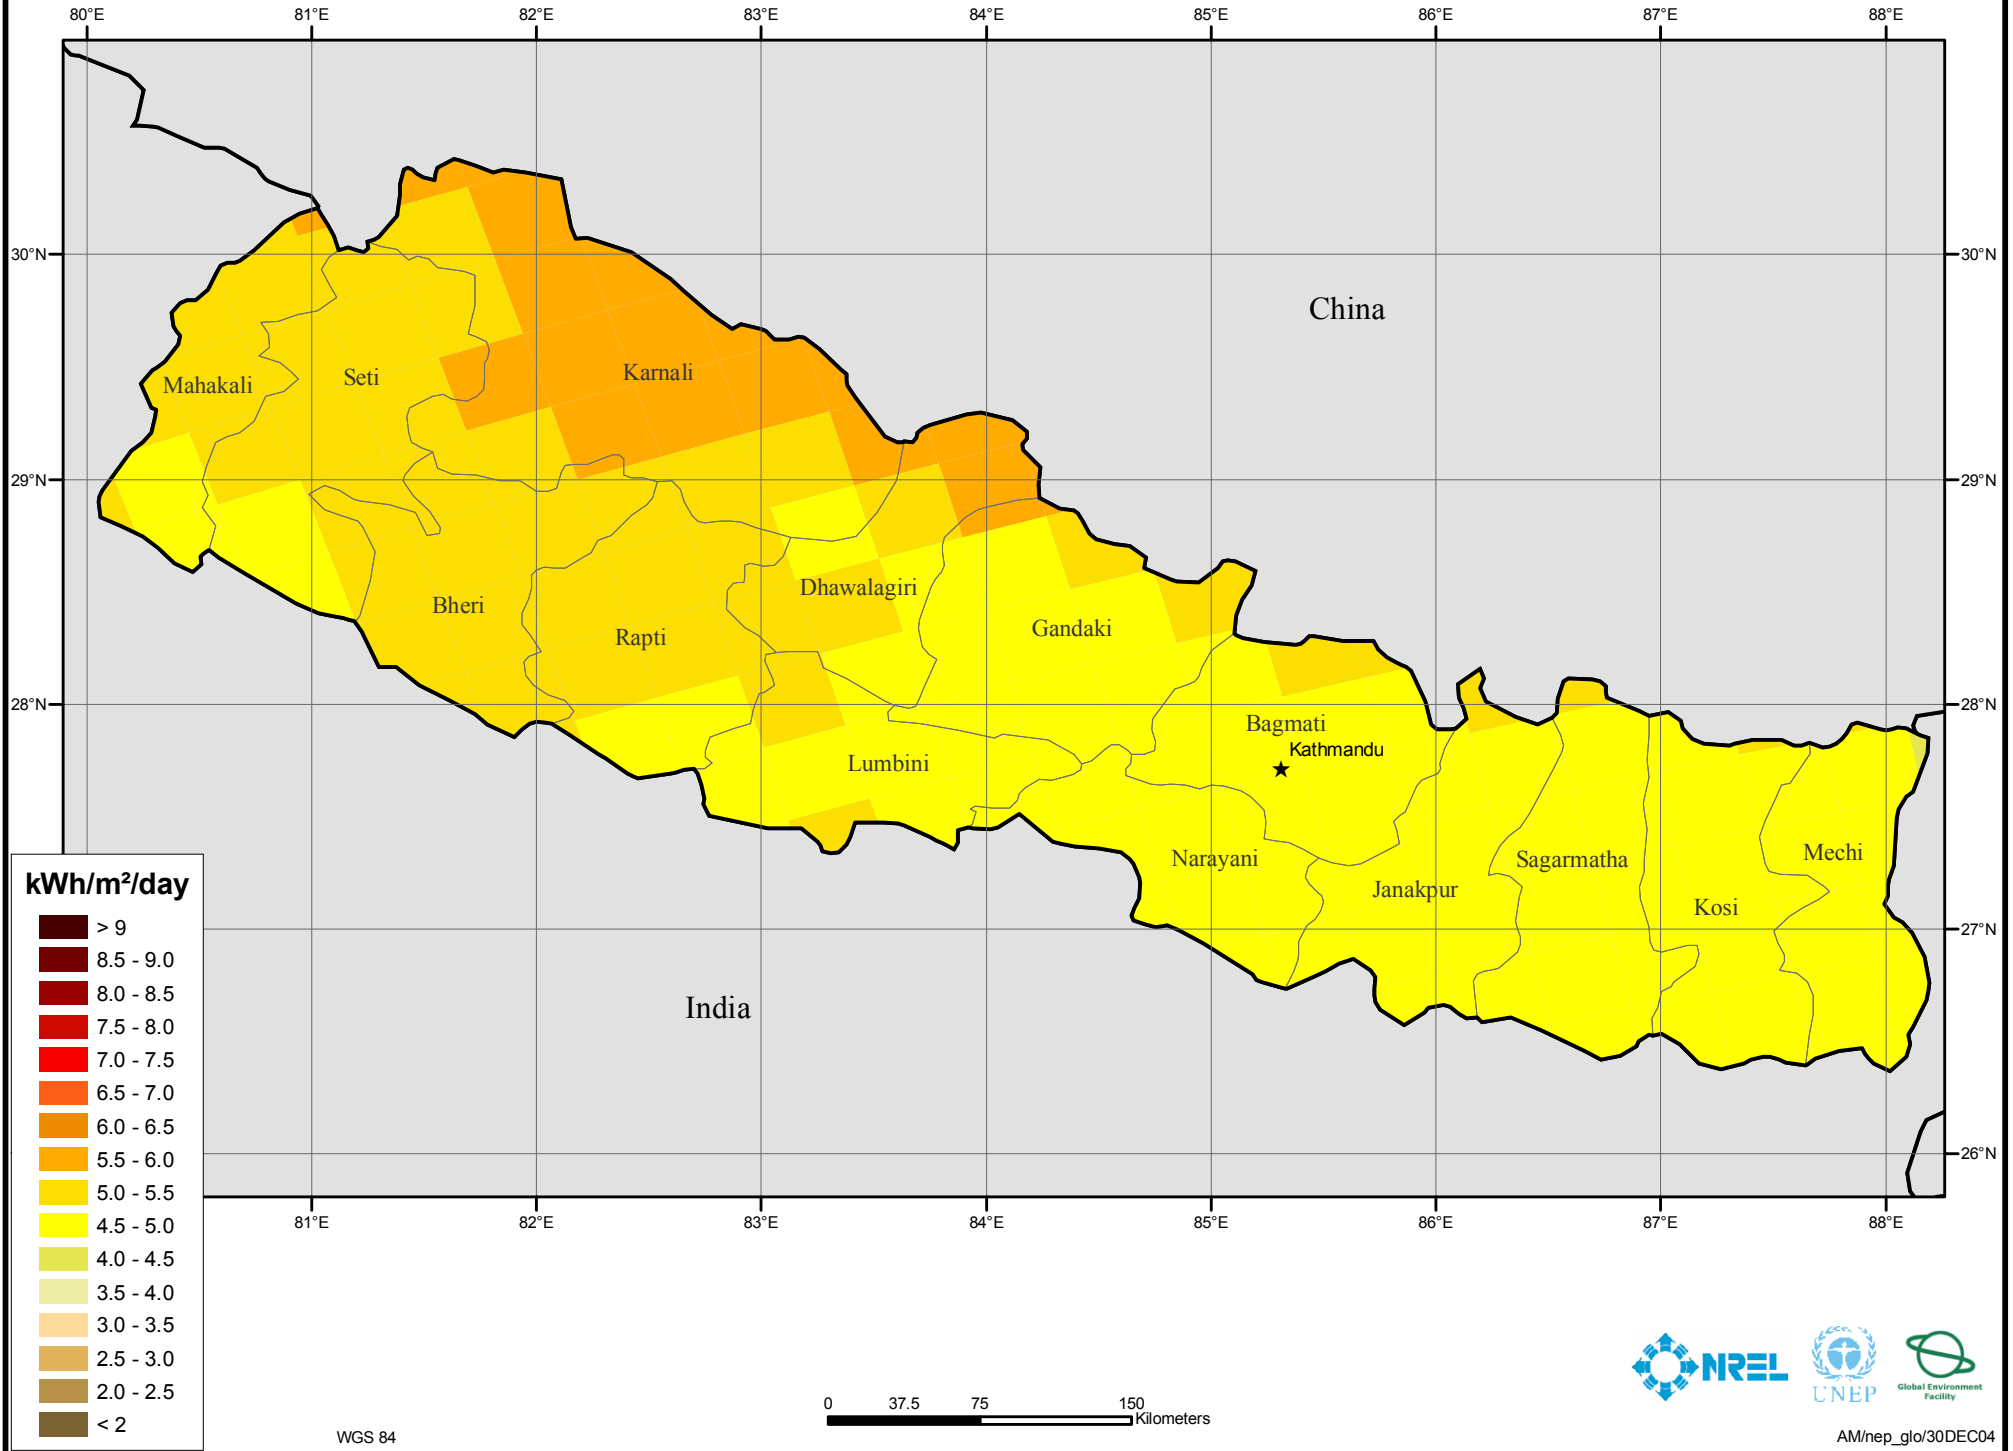 80°E 81°E 82°E 83°E 84°E 85°E 86°E 87°E 88°E
30°N 30°N
China
Karnali
Seti
Mahakali
29°N 29°N
Dhawalagiri
Bheri
Gandaki
Rapti
28°N 28°N
Bagmati
Kathmandu
Lumbini
Mechi
Narayani
Sagarmatha
Janakpur
Kosi
27°N
India
26°N
kWh/m²/day
> 9
8.5 - 9.0
8.0 - 8.5
7.5 - 8.0
7.0 - 7.5
6.5 - 7.0
6.0 - 6.5
5.5 - 6.0
5.0 - 5.5
4.5 - 5.0
4.0 - 4.5
3.5 - 4.0
3.0 - 3.5
2.5 - 3.0
2.0 - 2.5
< 2
81°E 82°E 83°E 84°E 85°E 86°E 87°E 88°E
NREL
UNEP
Global Environment
Facility
0 37.5 75 150
Kilometers
WGS 84
AM/nep_glo/30DEC04